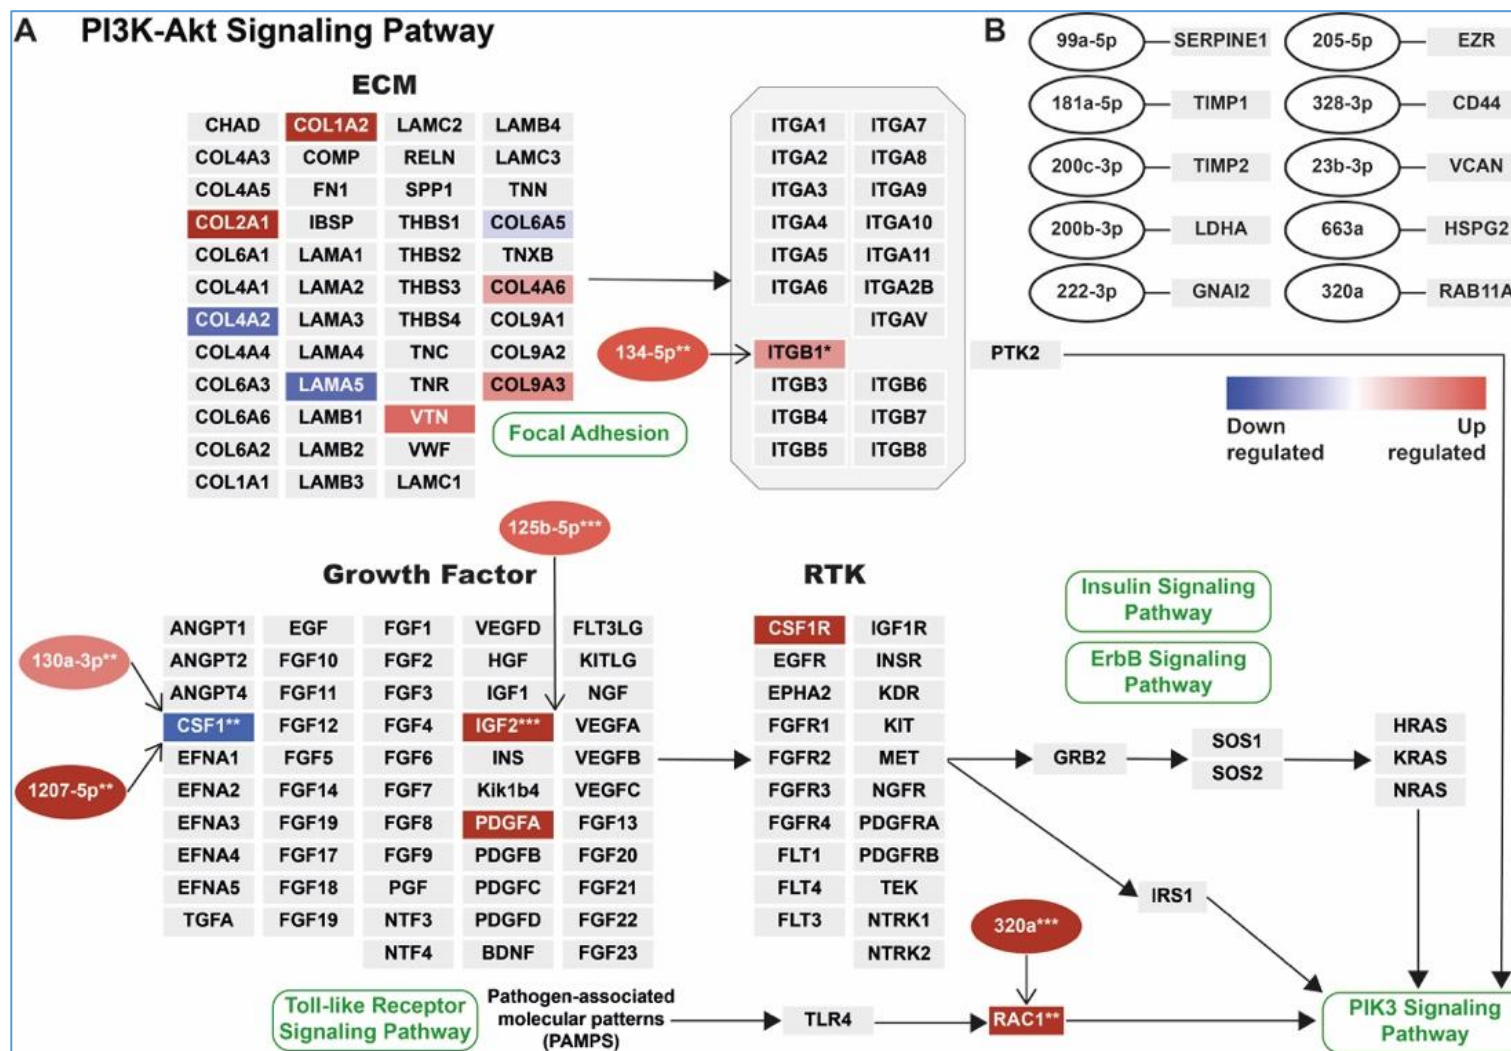 A PI3K-Akt Signaling Patway
ECM
CHAD COL1A2 LAMC2 LAMB4
COL4A3 COMP RELN LAMC3
COL4A5 FN1 SPP1 TNN
COL2A1 IBSP THBS1 COL6A5
COL6A1 LAMA1 THBS2 TNXB
COL4A1 LAMA2 THBS3 COL4A6
COL4A2 LAMA3 THBS4 COL9A1
COL4A4 LAMA4 TNC COL9A2
COL6A3 LAMA5 TNR COL9A3
COL6A6 LAMB1 VTN
COL6A2 LAMB2 VWF
COL1A1 LAMB3 LAMC1
Focal Adhesion
134-5p**
ITGA1 ITGA7
ITGA2 ITGA8
ITGA3 ITGA9
ITGA4 ITGA10
ITGA5 ITGA11
ITGA6 ITGA2B
ITGAV
ITGB1*
ITGB3 ITGB6
ITGB4 ITGB7
ITGB5 ITGB8
PTK2
B
99a-5p SERPINE1 205-5p EZR
181a-5p TIMP1 328-3p CD44
200c-3p TIMP2 23b-3p VCAN
200b-3p LDHA 663a HSPG2
222-3p GNAI2 320a RAB11A
Down regulated
Up regulated
125b-5p***
Growth Factor
130a-3p**
1207-5p**
ANGPT1 EGF FGF1 VEGFD FLT3LG
ANGPT2 FGF10 FGF2 HGF KITLG
ANGPT4 FGF11 FGF3 IGF1 NGF
CSF1** FGF12 FGF4 IGF2*** VEGFA
EFNA1 FGF5 FGF6 INS VEGFB
EFNA2 FGF14 FGF7 Kik1b4 VEGFC
EFNA3 FGF19 FGF8 PDGFA FGF13
EFNA4 FGF17 FGF9 PDGFB FGF20
EFNA5 FGF18 PGF PDGFC FGF21
TGFA FGF19 NTF3 PDGFD FGF22
NTF4 BDNF FGF23
RTK
CSF1R IGF1R
EGFR INSR
EPHA2 KDR
FGFR1 KIT
FGFR2 MET
FGFR3 NGFR
FGFR4 PDGFRA
FLT1 PDGFRB
FLT4 TEK
FLT3 NTRK1
NTRK2
Insulin Signaling
Pathway
ErbB Signaling
Pathway
GRB2
SOS1
SOS2
HRAS
KRAS
NRAS
IRS1
320a***
Toll-like Receptor
Signaling Pathway
Pathogen-associated
molecular patterns
(PAMPS)
TLR4
RAC1**
PIK3 Signaling
Pathway